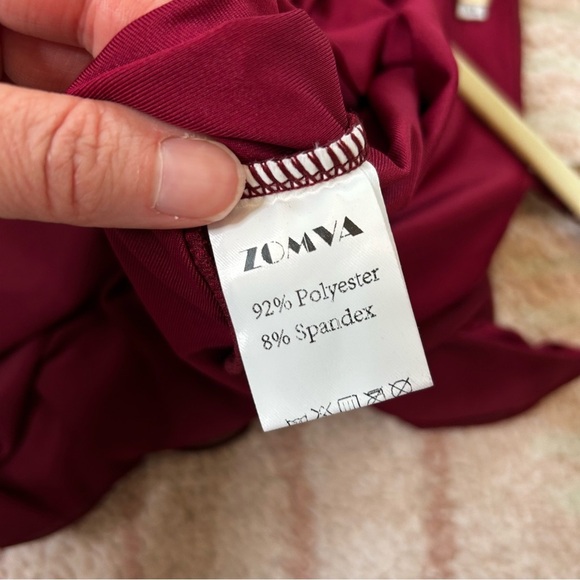 ZOMVA
92% Polyester
8% Spandex